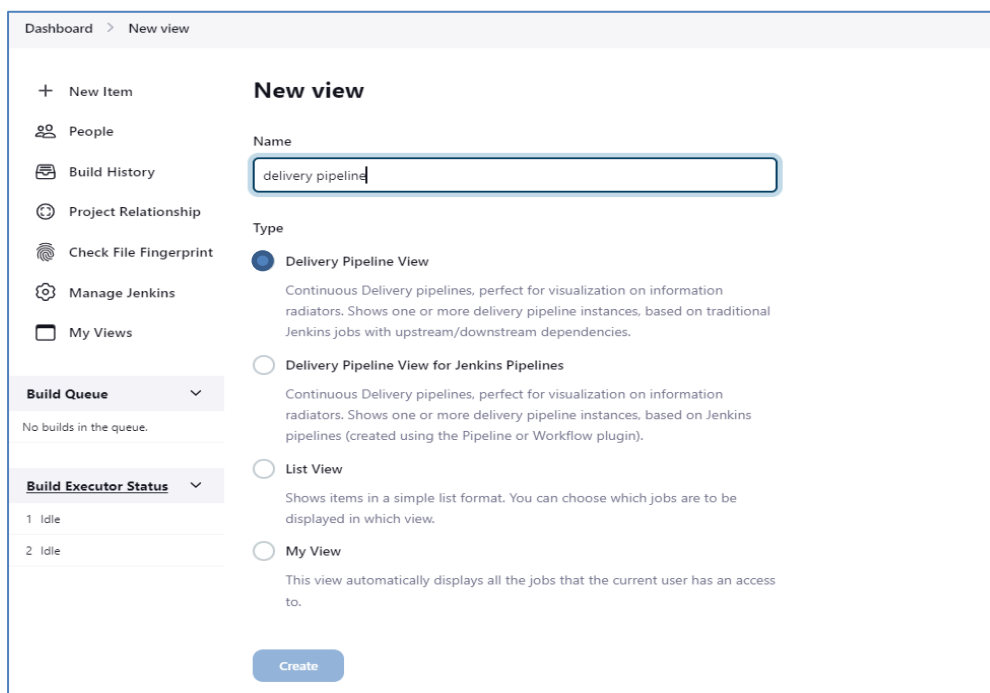 Dashboard > New view
New Item
People
Build History
Project Relationship
Check File Fingerprint
Manage Jenkins
My Views
Build Queue
No builds in the queue.
Build Executor Status
1 Idle
2 Idle
New view
Name
delivery pipeline
Type
Delivery Pipeline View
Continuous Delivery pipelines, perfect for visualization on information
radiators. Shows one or more delivery pipeline instances, based on traditional
Jenkins jobs with upstream/downstream dependencies.
Delivery Pipeline View for Jenkins Pipelines
Continuous Delivery pipelines, perfect for visualization on information
radiators. Shows one or more delivery pipeline instances, based on Jenkins
pipelines (created using the Pipeline or Workflow plugin).
List View
Shows items in a simple list format. You can choose which jobs are to be
displayed in which view.
My View
This view automatically displays all the jobs that the current user has an access
to.
Create